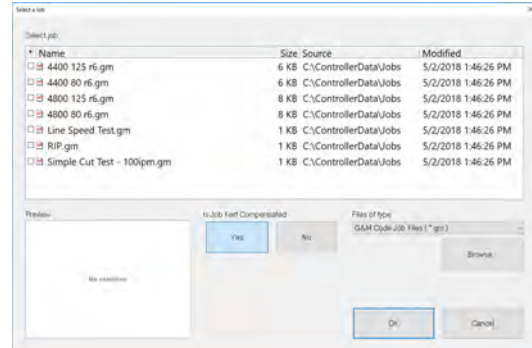 Select a Job
Select job
* Name Size Source Modified
4400 125 r6.gm 6 KB C:\ControllerData\Jobs 5/2/2018 1:46:26 PM
4400 80 r6.gm 6 KB C:\ControllerData\Jobs 5/2/2018 1:46:26 PM
4800 125 r6.gm 8 KB C:\ControllerData\Jobs 5/2/2018 1:46:26 PM
4800 80 r6.gm 8 KB C:\ControllerData\Jobs 5/2/2018 1:46:26 PM
Line Speed Test.gm 1 KB C:\ControllerData\Jobs 5/2/2018 1:46:26 PM
RIP.gm 1 KB C:\ControllerData\Jobs 5/2/2018 1:46:26 PM
Simple Cut Test - 100ipm.gm 1 KB C:\ControllerData\Jobs 5/2/2018 1:46:26 PM
Preview Is Job Kerf Compensated Files of type
Yes No G&M Code Job Files ( *.gm )
Browse
No
Ok Cancel